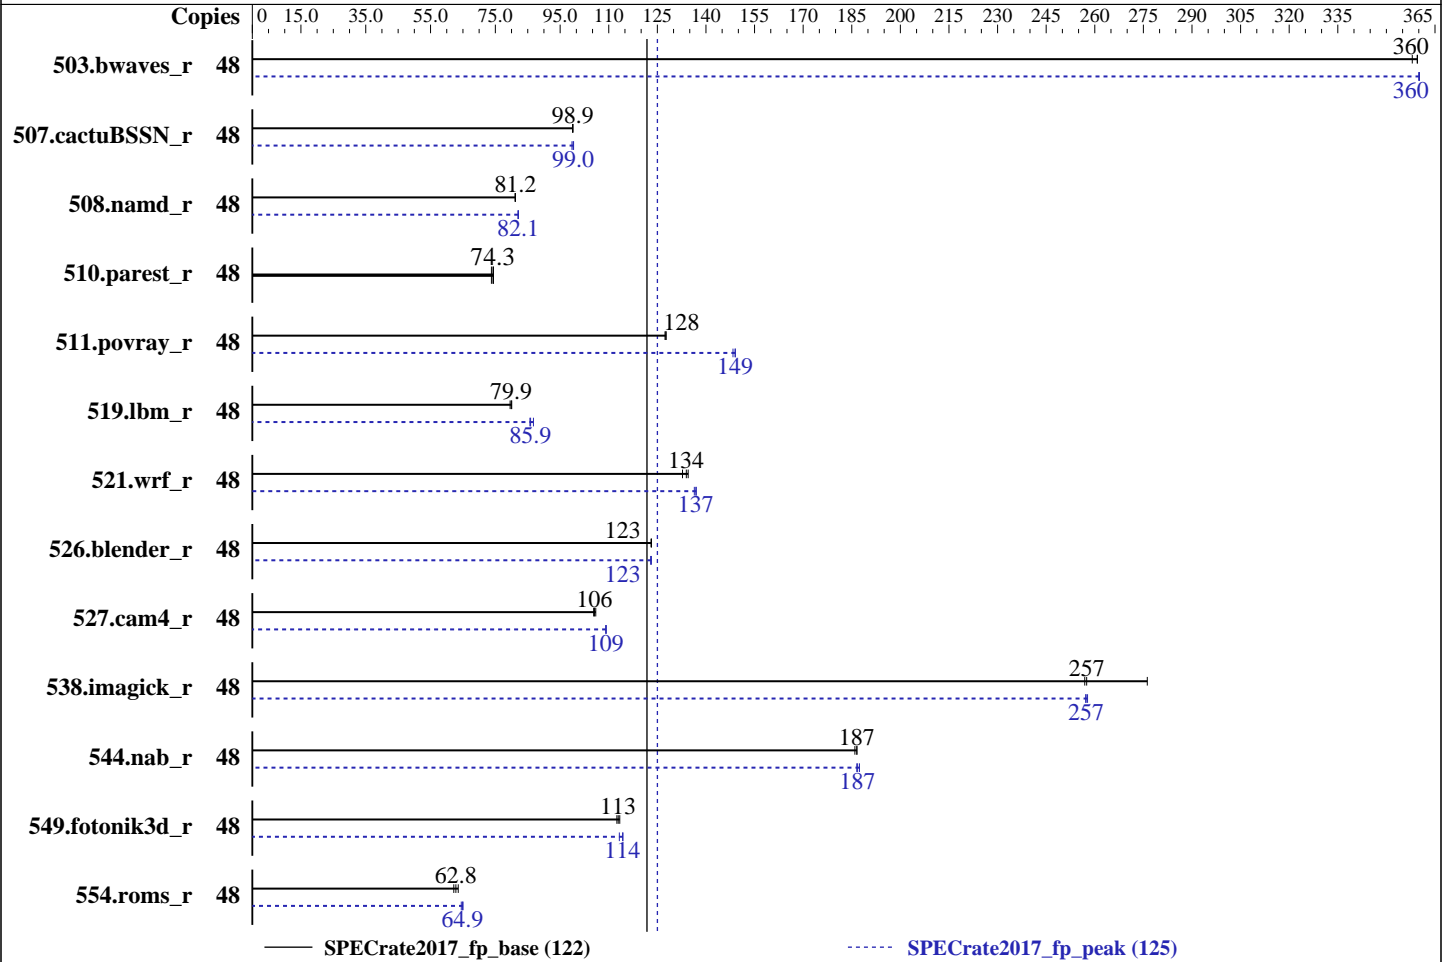 Copies 0 15.0 35.0 55.0 75.0 95.0 110 125 140 155 170 185 200 215 230 245 260 275 290 305 320 335 365
360
503.bwaves_r 48
360
98.9
507.cactuBSSN_r 48
99.0
81.2
508.namd_r 48
82.1
74.3
510.parest_r 48
128
511.povray_r 48
149
79.9
519.lbm_r 48
85.9
134
521.wrf_r 48
137
123
526.blender_r 48
123
106
527.cam4_r 48
109
257
538.imagick_r 48
257
187
544.nab_r 48
187
113
549.fotonik3d_r 48
114
62.8
554.roms_r 48
64.9
SPECrate2017_fp_base (122) SPECrate2017_fp_peak (125)